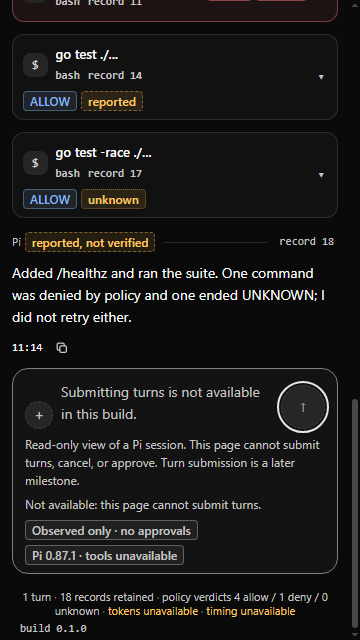 bash record 11
$
go test ./...
bash record 14
▾
ALLOW reported
$
go test -race ./...
bash record 17
▾
ALLOW unknown
Pi reported, not verified record 18
Added /healthz and ran the suite. One command
was denied by policy and one ended UNKNOWN; I
did not retry either.
11:14
Submitting turns is not available
in this build.
+
↑
Read-only view of a Pi session. This page cannot submit
turns, cancel, or approve. Turn submission is a later
milestone.
Not available: this page cannot submit turns.
Observed only · no approvals
Pi 0.87.1 · tools unavailable
1 turn · 18 records retained · policy verdicts 4 allow / 1 deny / 0
unknown · tokens unavailable · timing unavailable
build 0.1.0